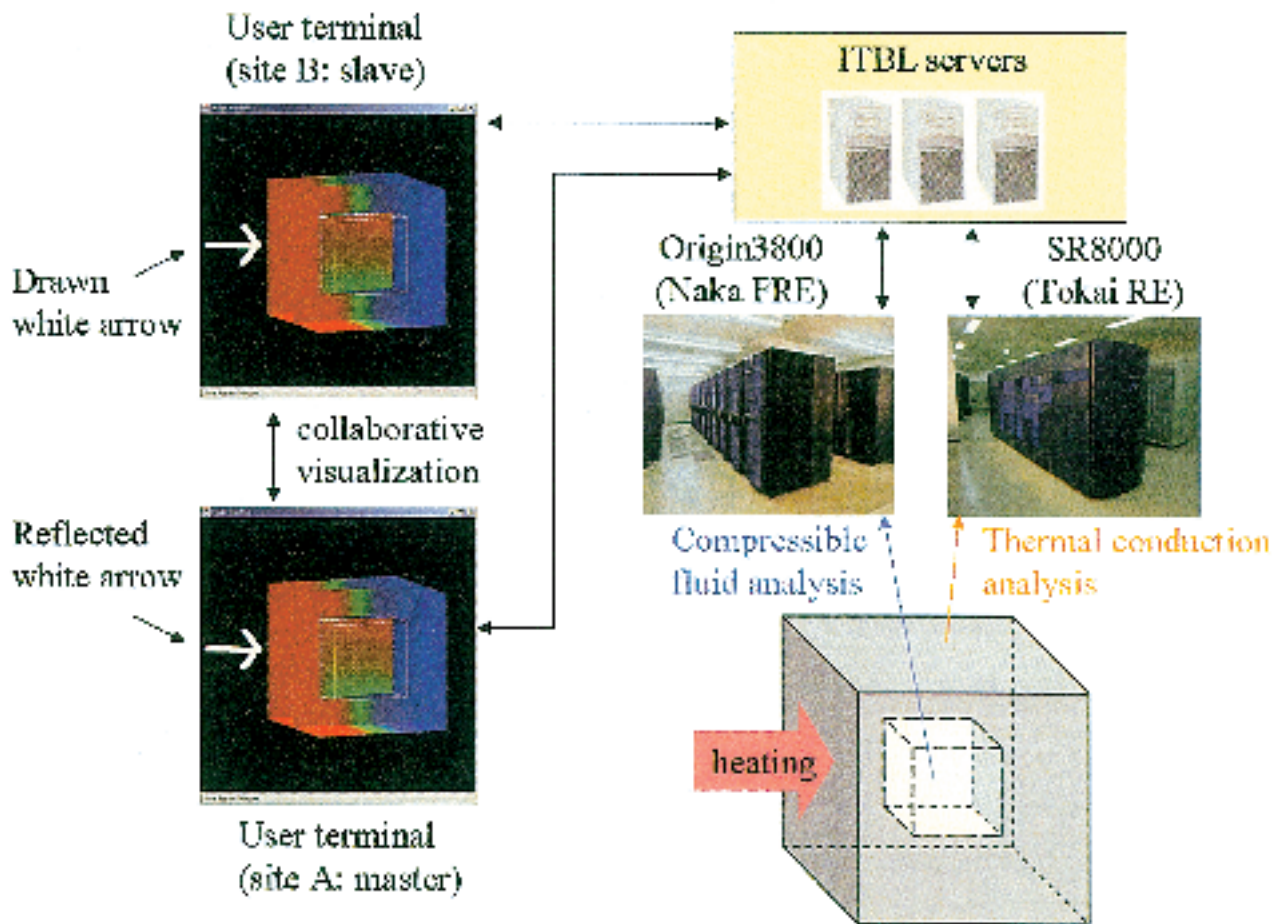 User terminal
(site B: slave)
ITBL servers
Drawn
white arrow
Origin3800
(Naka FRE)
SR8000
(Tokai RE)
collaborative
visualization
Reflected
white arrow
Compressible
fluid analysis
Thermal conduction
analysis
heating
User terminal
(site A: master)